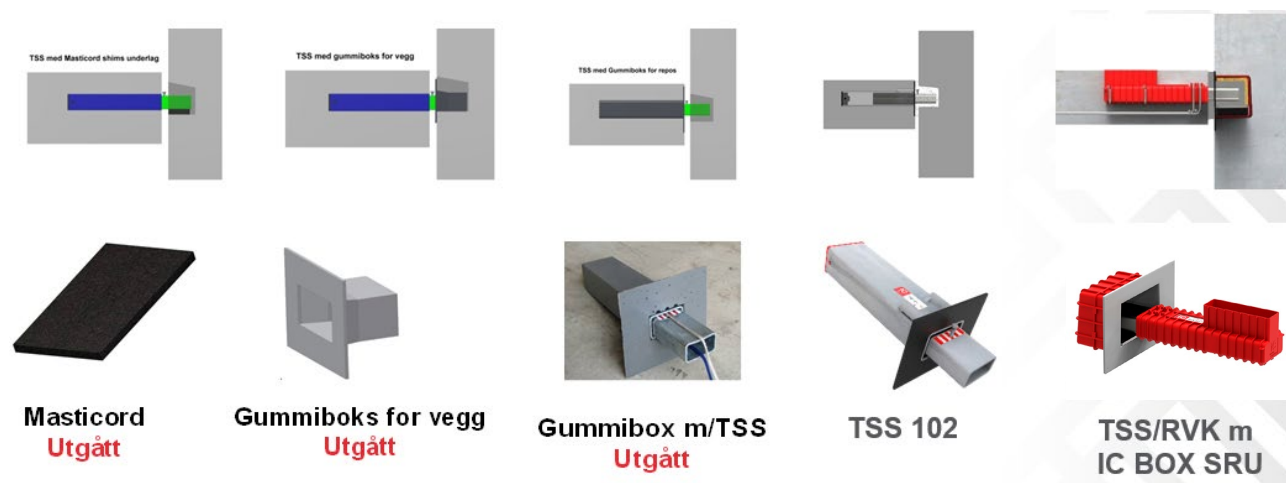 TSS med Masticord shims underlag
TSS med gummiboks for vegg
TSS med Gummiboks for repos
Masticord
Utgått
Gummiboks for vegg
Utgått
Gummibox m/TSS
Utgått
TSS 102
TSS/RVK m
IC BOX SRU